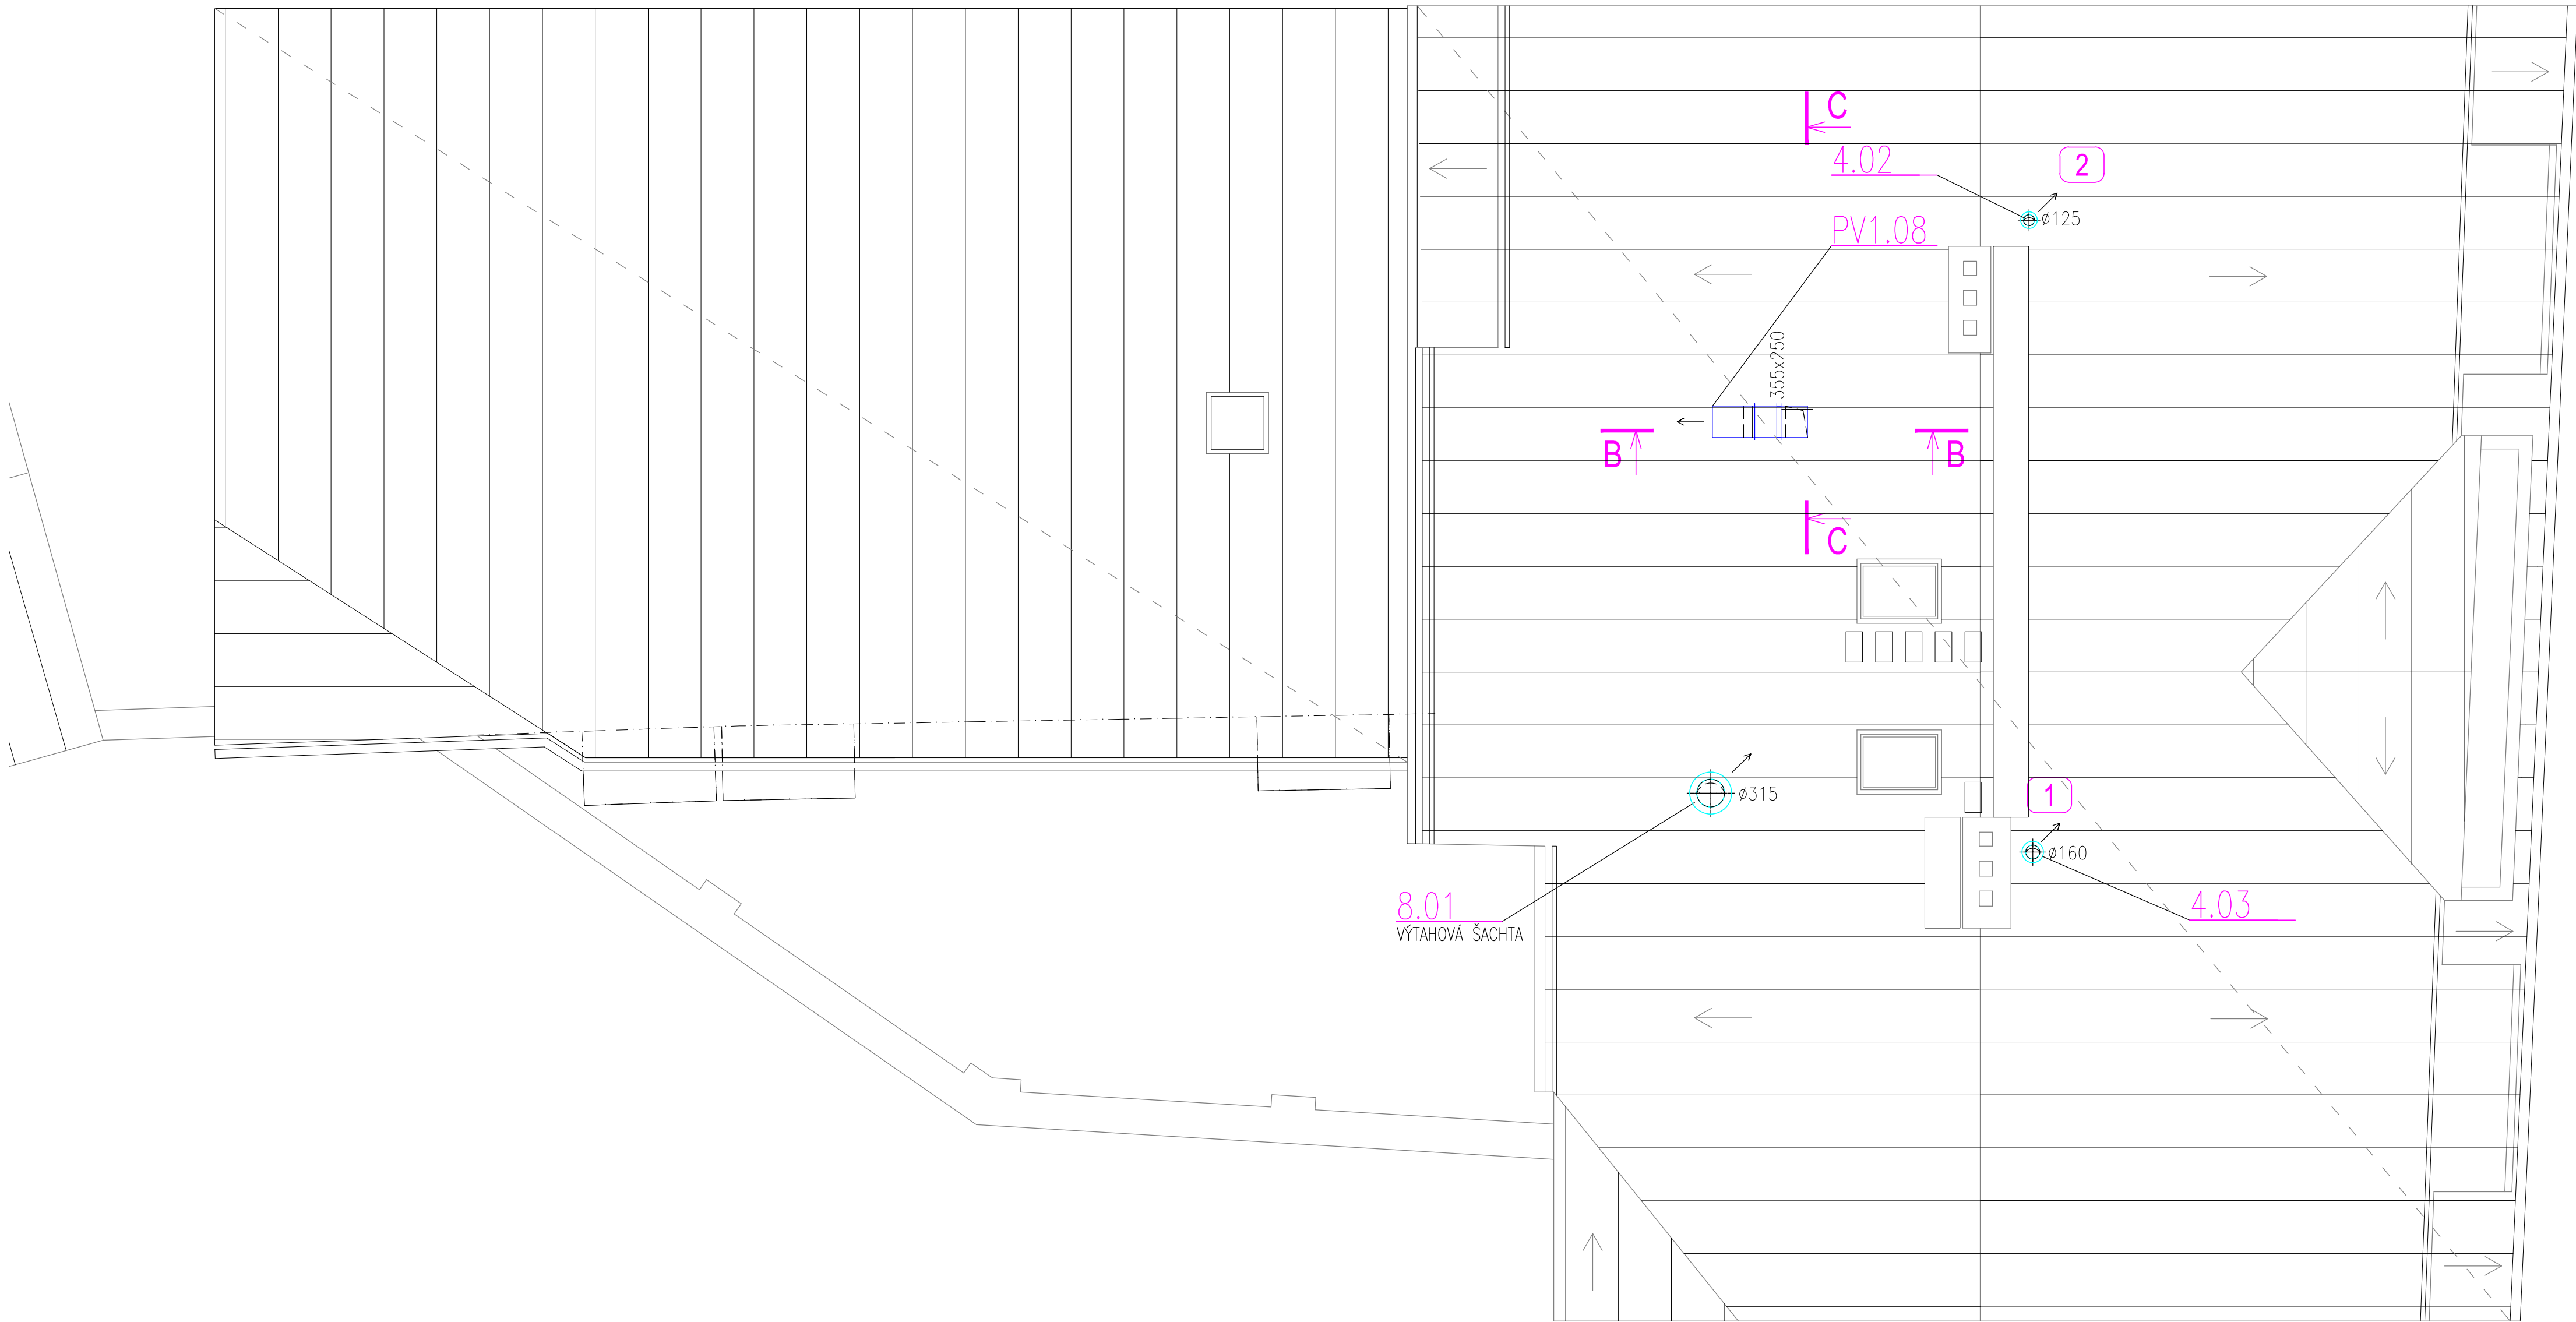 C
4.02
2
ø125
PV1.08
355x250
B
B
C
ø315
1
ø160
8.01
VÝTAHOVÁ ŠACHTA
4.03